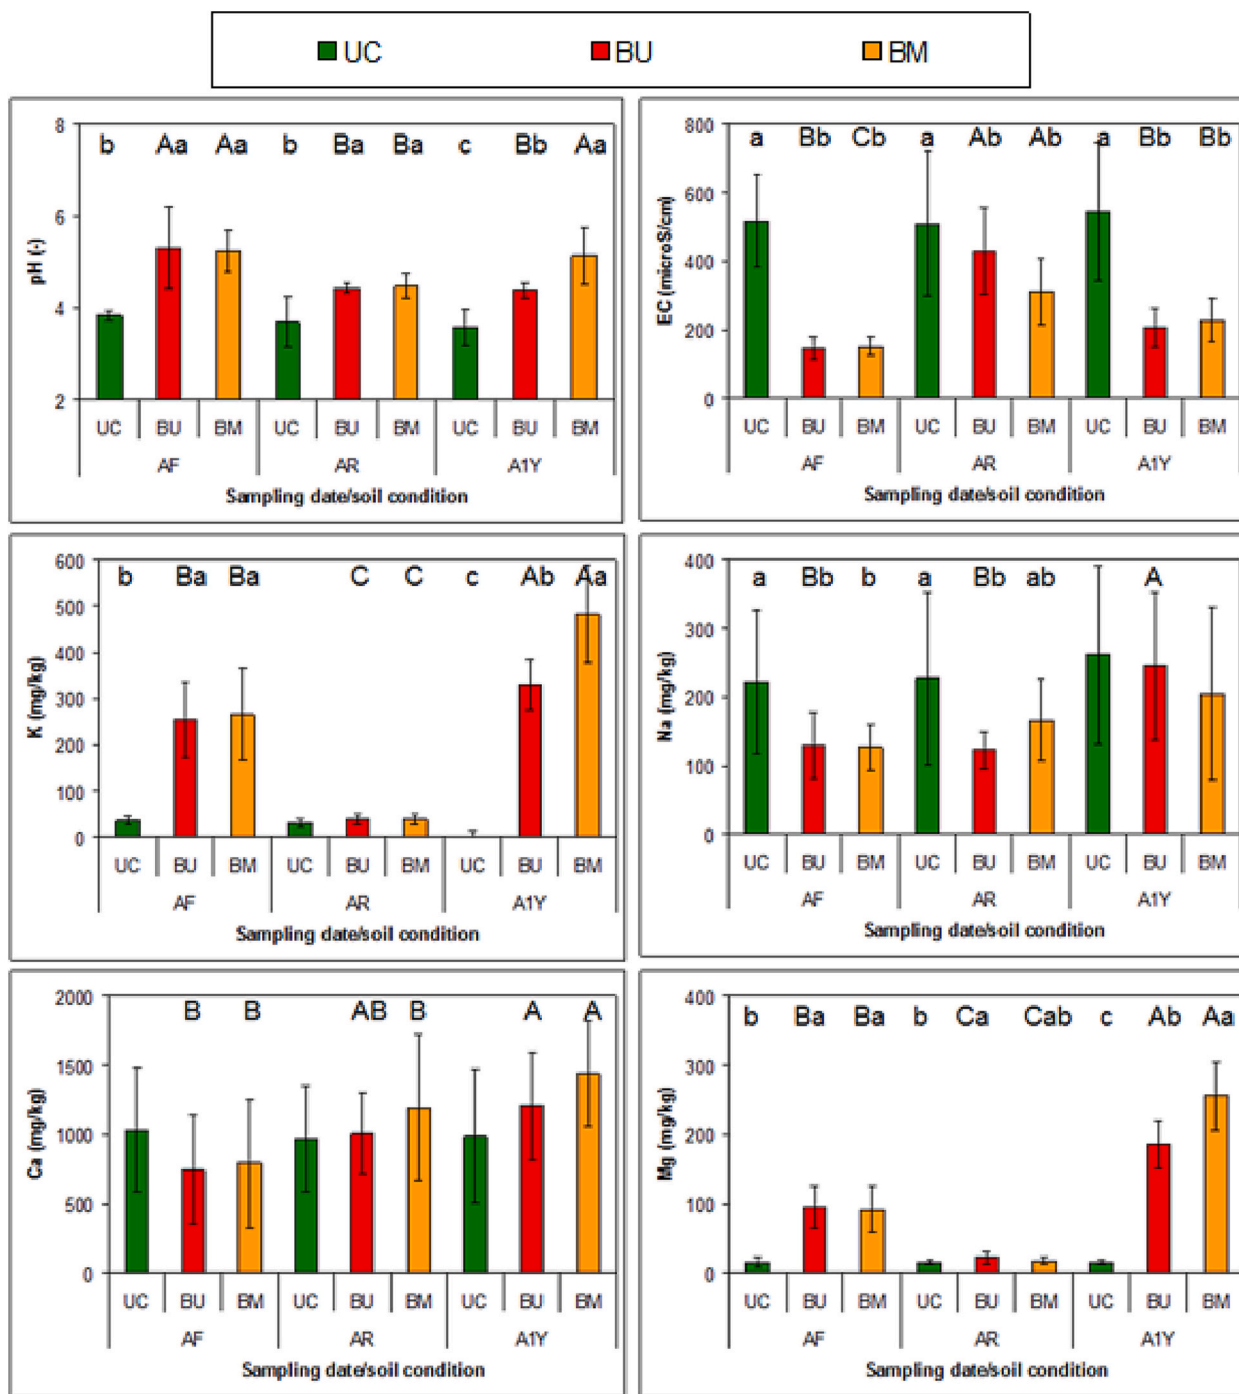 UC BU BM
8 b Aa Aa b Ba Ba c Bb Aa
6
pH (-)
4
2
UC BU BM UC BU BM UC BU BM
AF AR A1Y
Sampling date/soil condition
800 a Bb Cb a Ab Ab a Bb Bb
600
EC (microS/cm)
400
200
0
UC BU BM UC BU BM UC BU BM
AF AR A1Y
Sampling date/soil condition
600 b Ba Ba C C c Ab Aa
500
400
K (mg/kg)
300
200
100
0
UC BU BM UC BU BM UC BU BM
AF AR A1Y
Sampling date/soil condition
400 a Bb b a Bb ab A
300
Na (mg/kg)
200
100
0
UC BU BM UC BU BM UC BU BM
AF AR A1Y
Sampling date/soil condition
2000 B B AB B A A
1500
Ca (mg/kg)
1000
500
0
UC BU BM UC BU BM UC BU BM
AF AR A1Y
Sampling date/soil condition
400 b Ba Ba b Ca Cab c Ab Aa
300
Mg (mg/kg)
200
100
0
UC BU BM UC BU BM UC BU BM
AF AR A1Y
Sampling date/soil condition